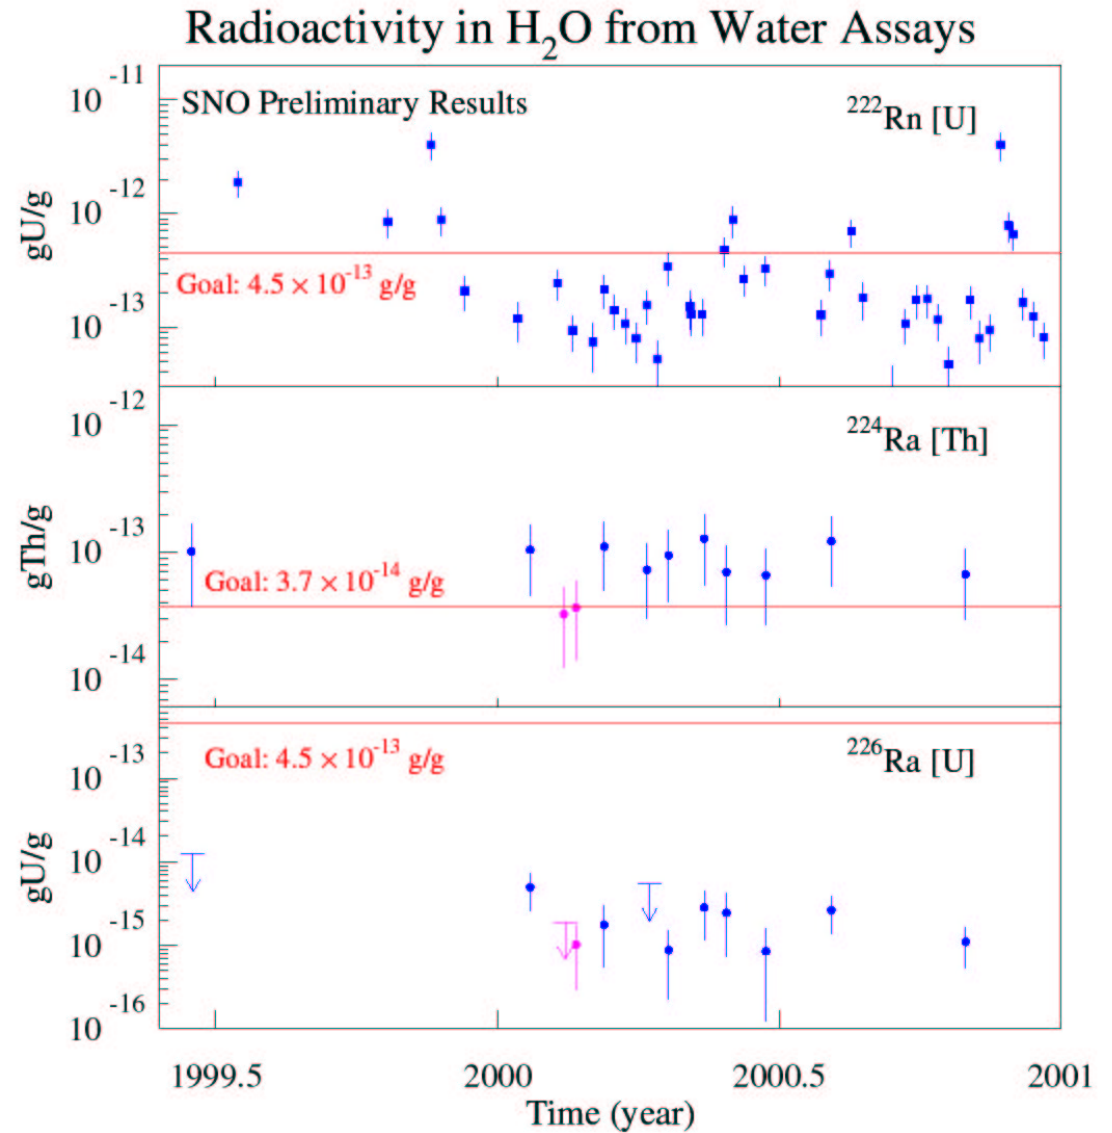 Radioactivity in H₂O from Water Assays
10⁻¹¹
SNO Preliminary Results
²²²Rn [U]
10⁻¹²
gU/g
Goal: 4.5 × 10⁻¹³ g/g
10⁻¹³
10⁻¹²
²²⁴Ra [Th]
10⁻¹³
gTh/g
Goal: 3.7 × 10⁻¹⁴ g/g
10⁻¹⁴
Goal: 4.5 × 10⁻¹³ g/g
²²⁶Ra [U]
10⁻¹³
10⁻¹⁴
gU/g
10⁻¹⁵
10⁻¹⁶
1999.5 2000 2000.5 2001
Time (year)